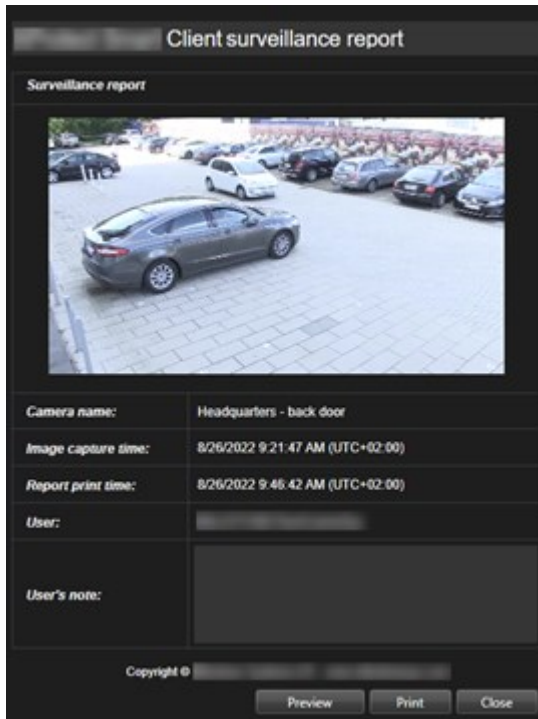 Client surveillance report
Surveillance report
Camera name: Headquarters - back door
Image capture time: 8/26/2022 9:21:47 AM (UTC+02:00)
Report print time: 8/26/2022 9:46:42 AM (UTC+02:00)
User:
User's note:
Copyright ©
Preview Print Close